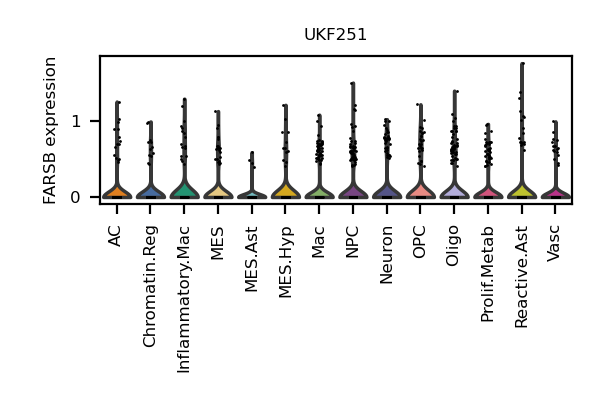 UKF251
FARSB expression
1
0
AC
Chromatin.Reg
Inflammatory.Mac
MES
MES.Ast
MES.Hyp
Mac
NPC
Neuron
OPC
Oligo
Prolif.Metab
Reactive.Ast
Vasc